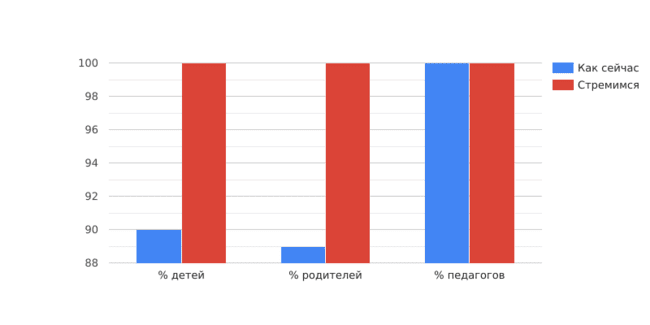 100
98
96
94
92
90
88
% детей
% родителей
% педагогов
Как сейчас
Стремимся